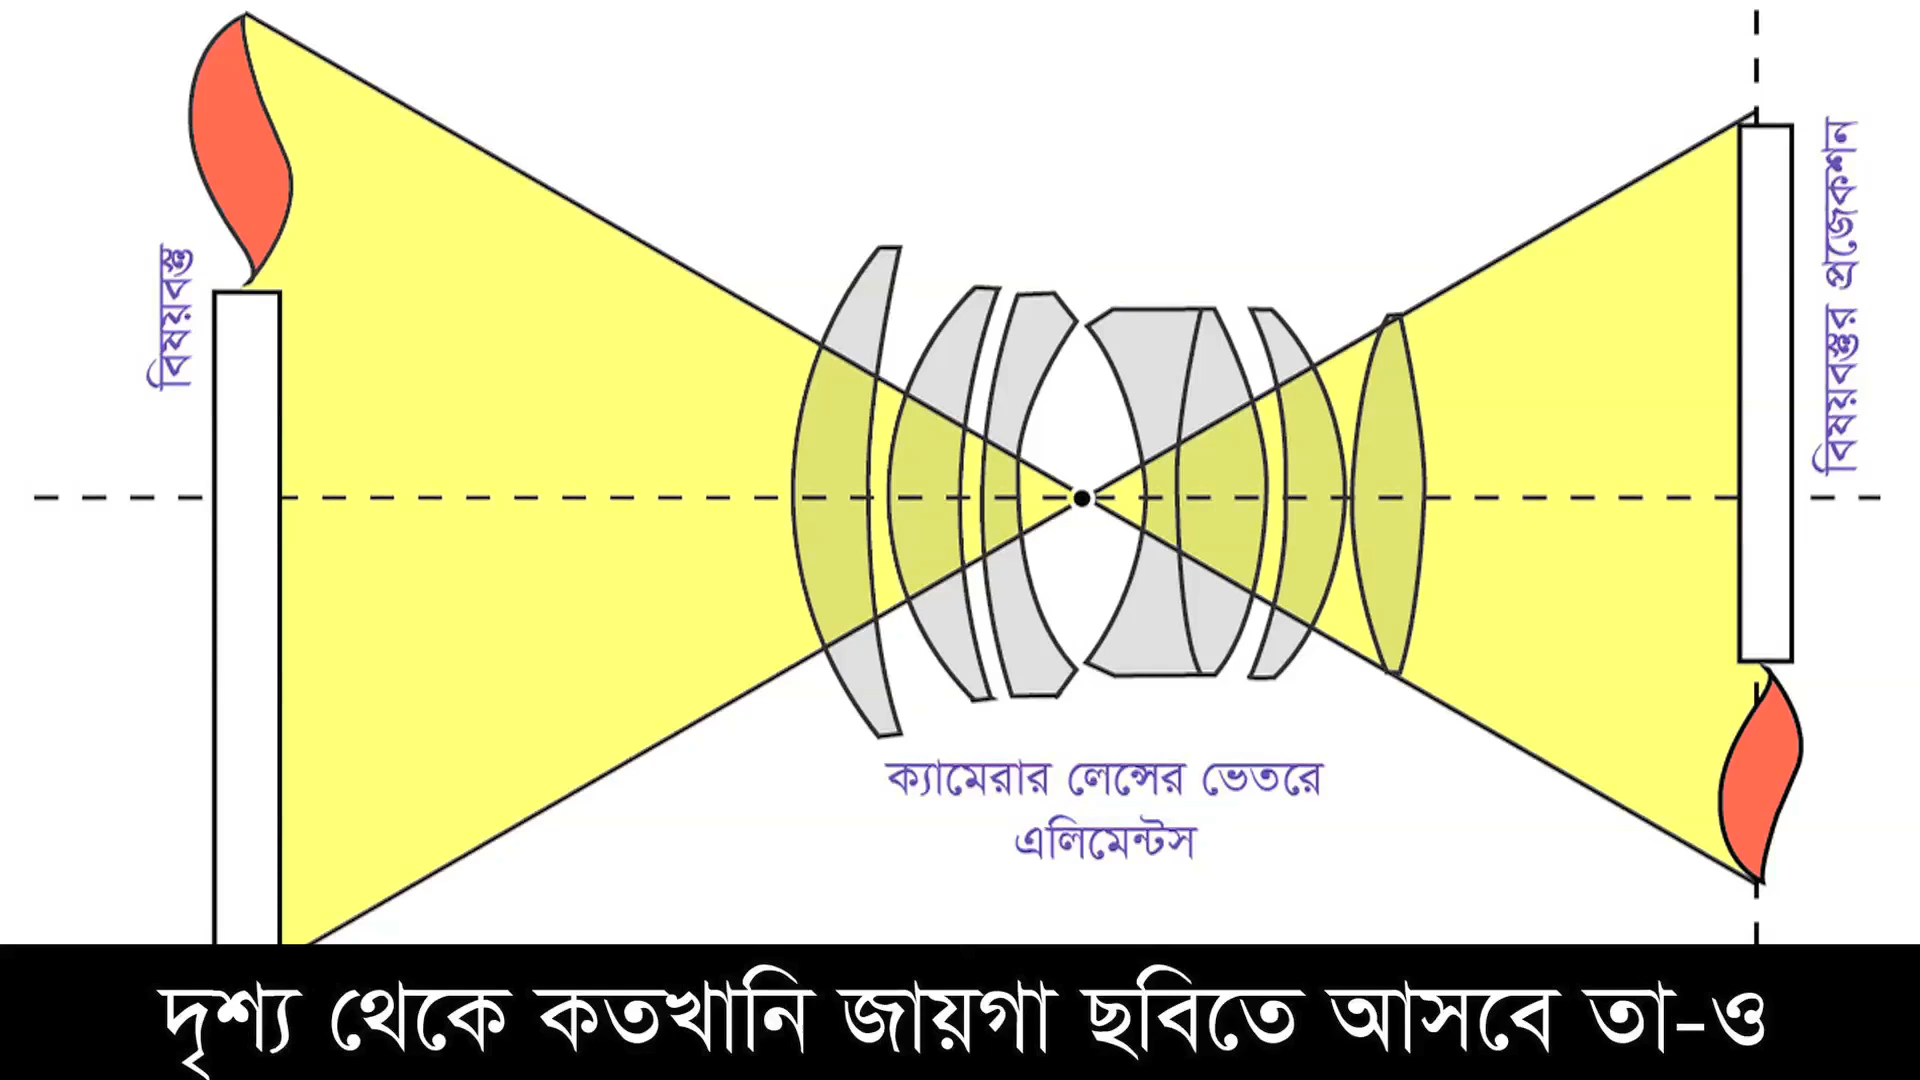 বিষয়বস্তু
বিষয়বস্তুর প্রজেকশন
ক্যামেরার লেন্সের ভেতরে
এলিমেন্টস
দৃশ্য থেকে কতখানি জায়গা ছবিতে আসবে তা-ও